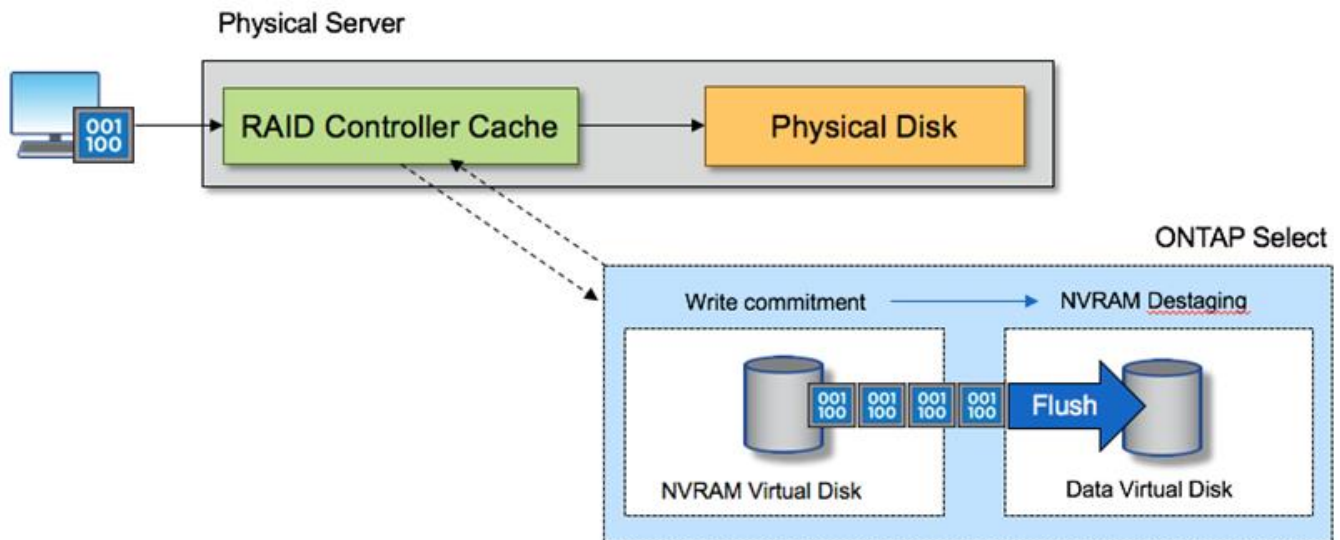 Physical Server
001
100
RAID Controller Cache
Physical Disk
ONTAP Select
Write commitment
NVRAM Destaging
001
100
001
100
001
100
001
100
Flush
NVRAM Virtual Disk
Data Virtual Disk